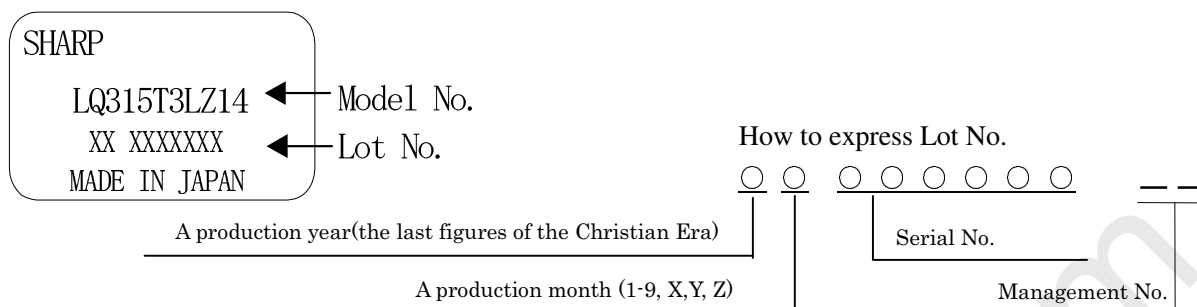 SHARP
LQ315T3LZ14
Model No.
XX XXXXXXX
Lot No.
MADE IN JAPAN
How to express Lot No.
○ ○ ○ ○ ○ ○ ○ ○
A production year(the last figures of the Christian Era)
Serial No.
A production month (1-9, X,Y, Z)
Management No.